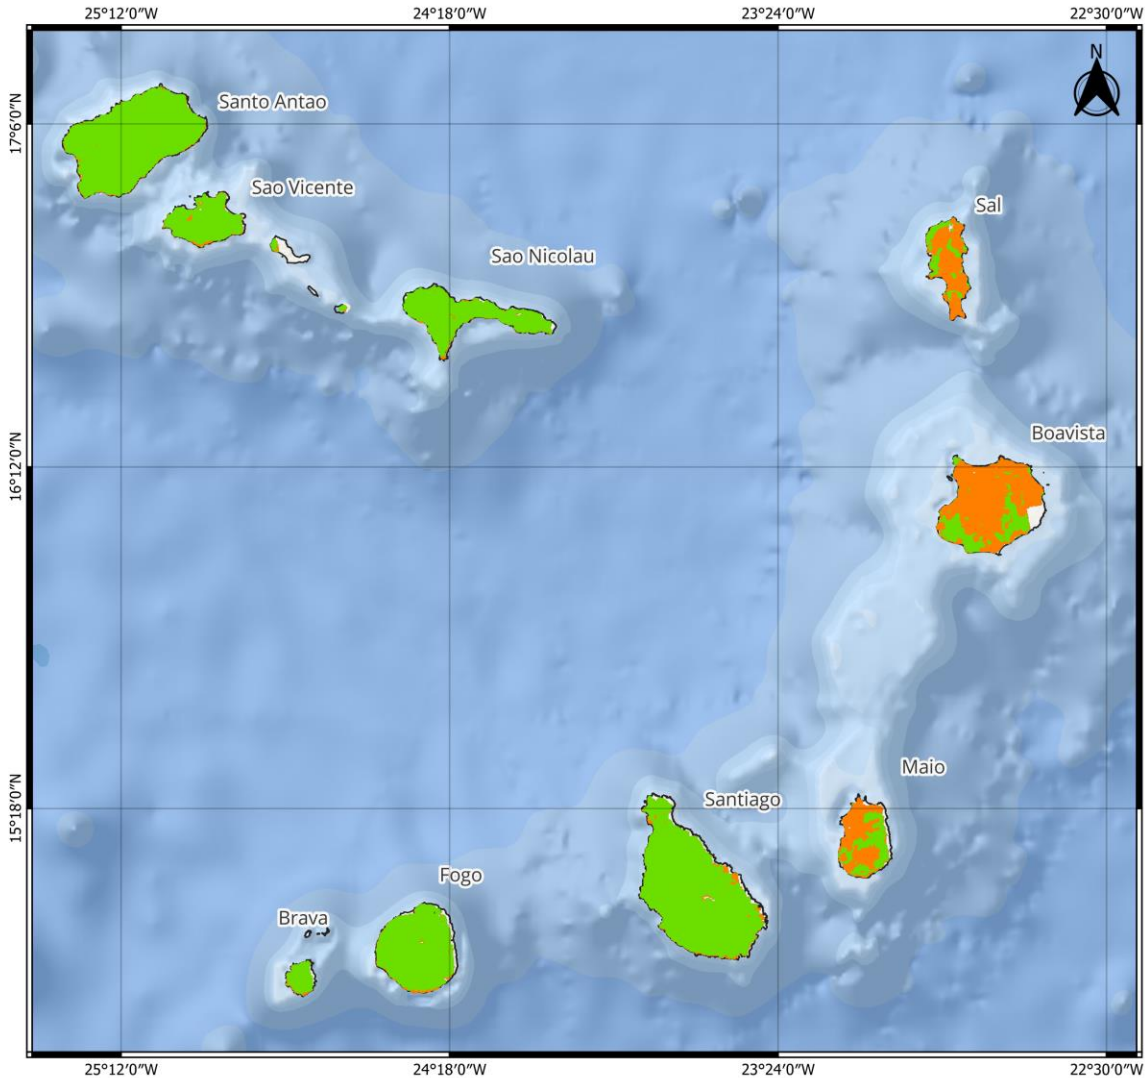 25°12′0″W 24°18′0″W 23°24′0″W 22°30′0″W
N
17°6′0″N
Santo Antao
Sao Vicente
Sal
Sao Nicolau
Boavista
16°12′0″N
Maio
Santiago
15°18′0″N
Fogo
Brava
25°12′0″W 24°18′0″W 23°24′0″W 22°30′0″W